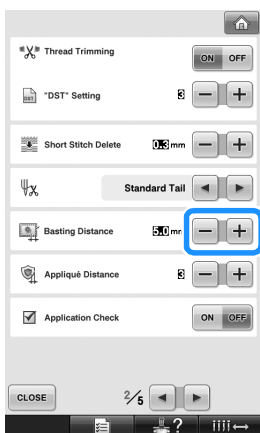 Thread Trimming ON OFF
DST "DST" Setting 3
Short Stitch Delete 0.3 mm
Standard Tail
Basting Distance 5.0 mm
Appliqué Distance 3
Application Check ON OFF
CLOSE 2/5
?